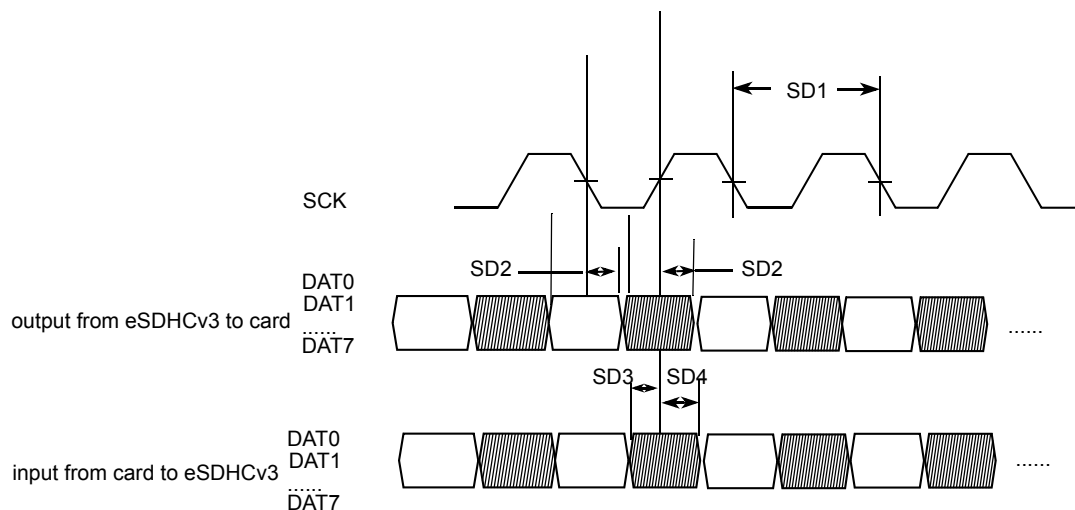 SD1
SCK
SD2
SD2
DAT0
DAT1
output from eSDHCv3 to card
......
DAT7
......
SD3
SD4
DAT0
DAT1
input from card to eSDHCv3
......
DAT7
......